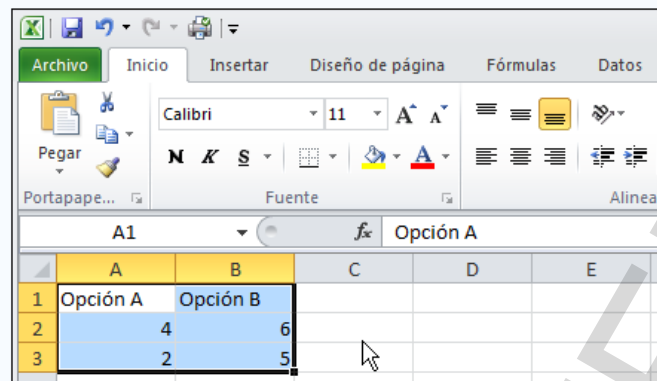 Archivo Inicio Insertar Diseño de página Fórmulas Datos
Calibri 11 A A
Pegar N K S A
Portapape... Fuente Alinea
A1 fx Opción A
A B C D E
1 Opción A Opción B
2 4 6
3 2 5